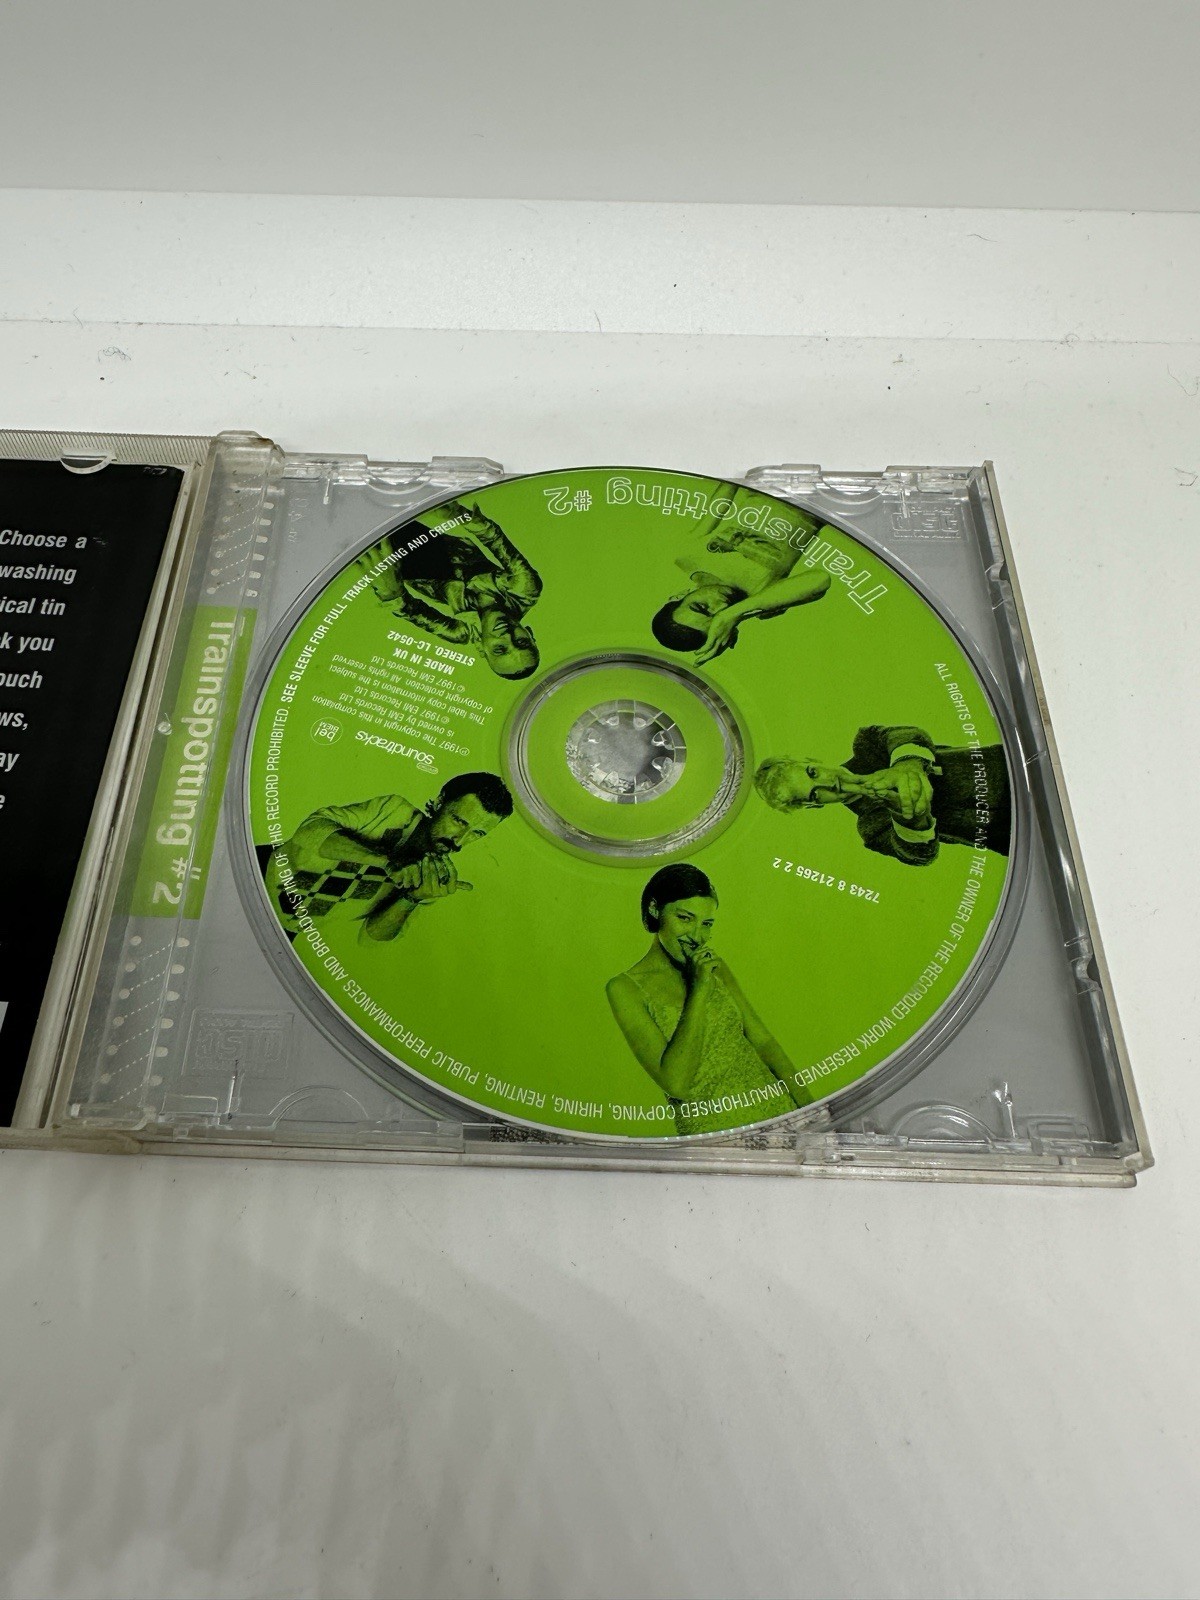 Choose a
washing
ical tin
k you
ouch
ws,
ay
e
Trainspotting #2
Trainspotting #2
ALL RIGHTS OF THE PRODUCER AND THE OWNER OF THE RECORDED WORK RESERVED. UNAUTHORISED COPYING, HIRING, RENTING, PUBLIC PERFORMANCES AND BROADCASTING OF THIS RECORD PROHIBITED. SEE SLEEVE FOR FULL TRACK LISTING AND CREDITS
7243 8 21265 2 2
soundtracks
bel
BIEM
℗1997 The copyright in this compilation
is owned by EMI Records Ltd
©1997 EMI Records Ltd
This label copy information is the subject
of copyright protection. All rights reserved
©1997 EMI Records Ltd
MADE IN UK
STEREO. LC-0542